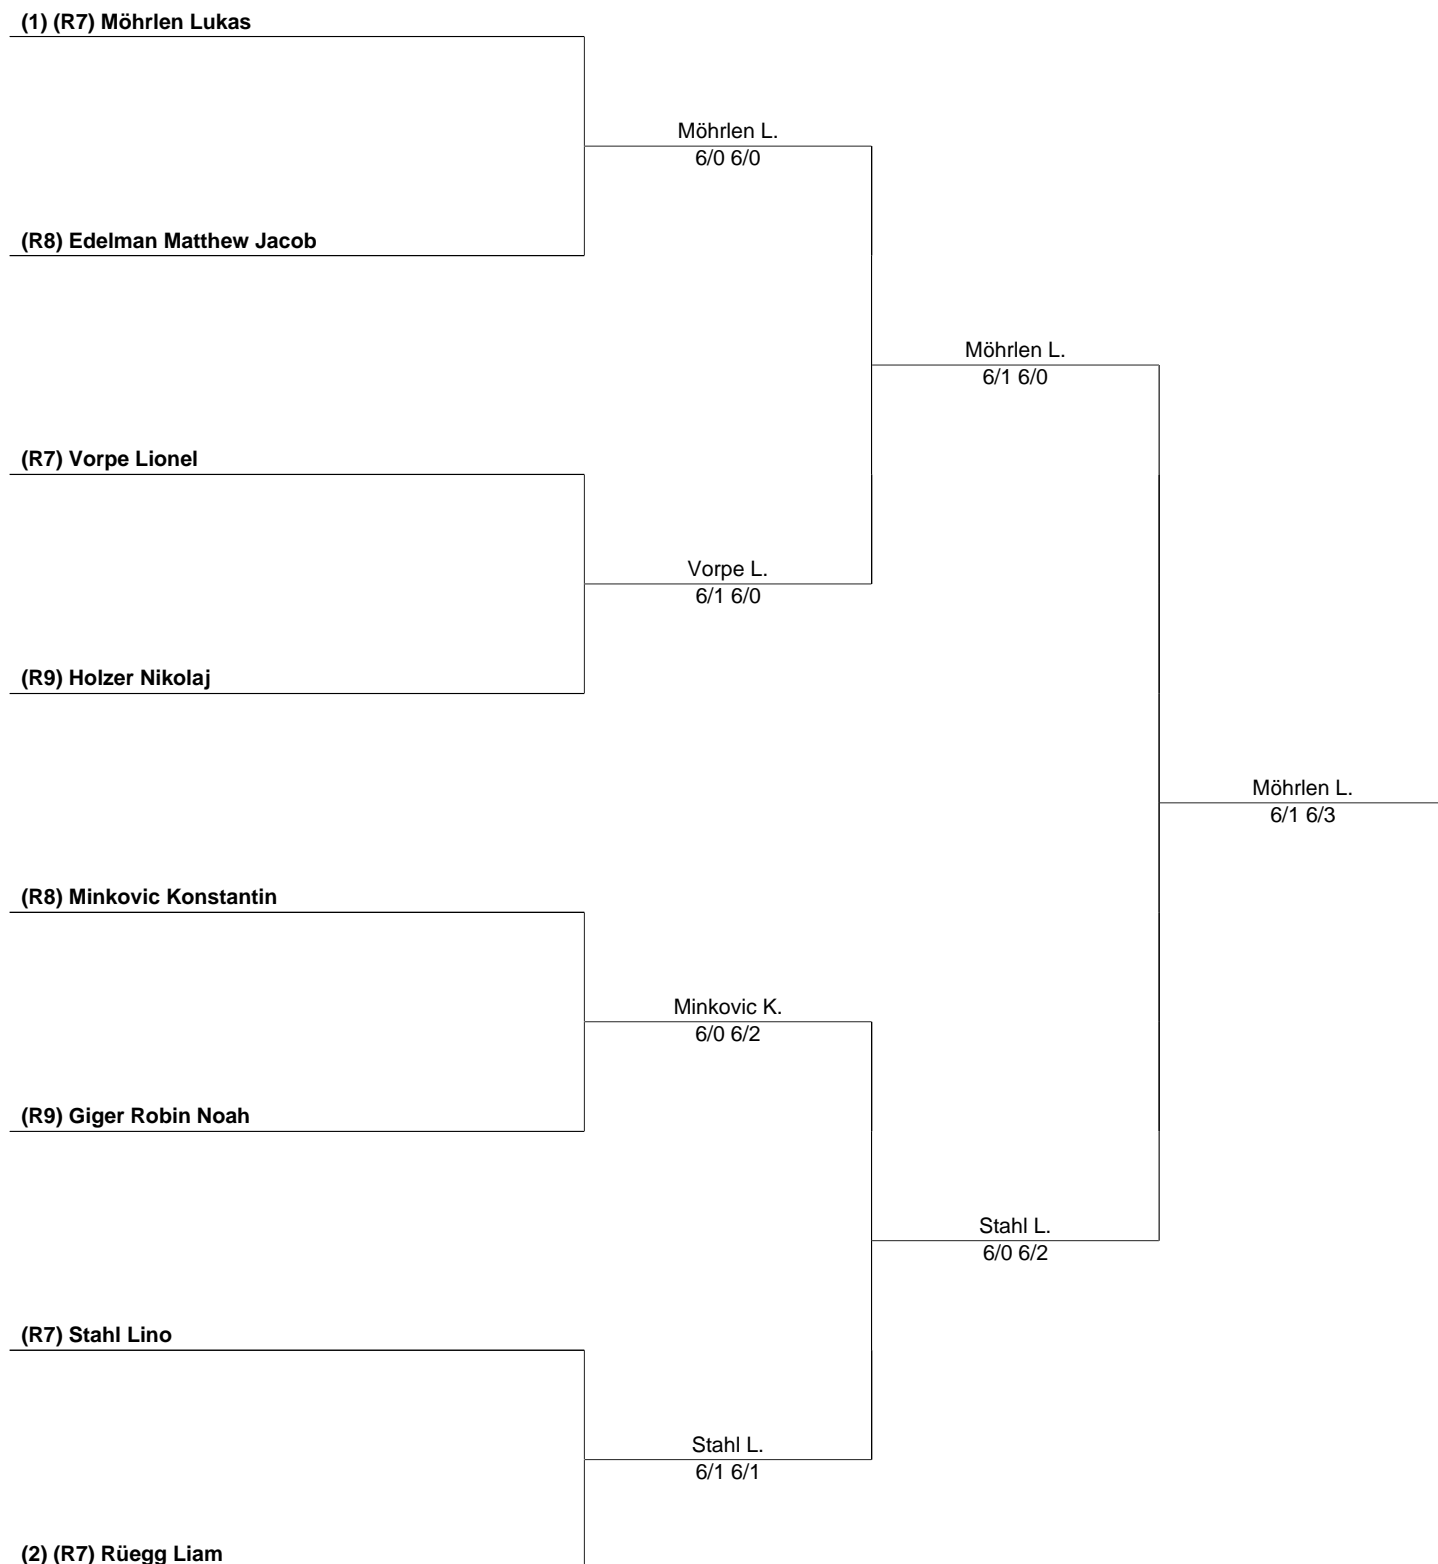 (1) (R7) Möhrlen Lukas
Möhrlen L.
6/0 6/0
(R8) Edelman Matthew Jacob
Möhrlen L.
6/1 6/0
(R7) Vorpe Lionel
Vorpe L.
6/1 6/0
(R9) Holzer Nikolaj
Möhrlen L.
6/1 6/3
(R8) Minkovic Konstantin
Minkovic K.
6/0 6/2
(R9) Giger Robin Noah
Stahl L.
6/0 6/2
(R7) Stahl Lino
Stahl L.
6/1 6/1
(2) (R7) Rüegg Liam